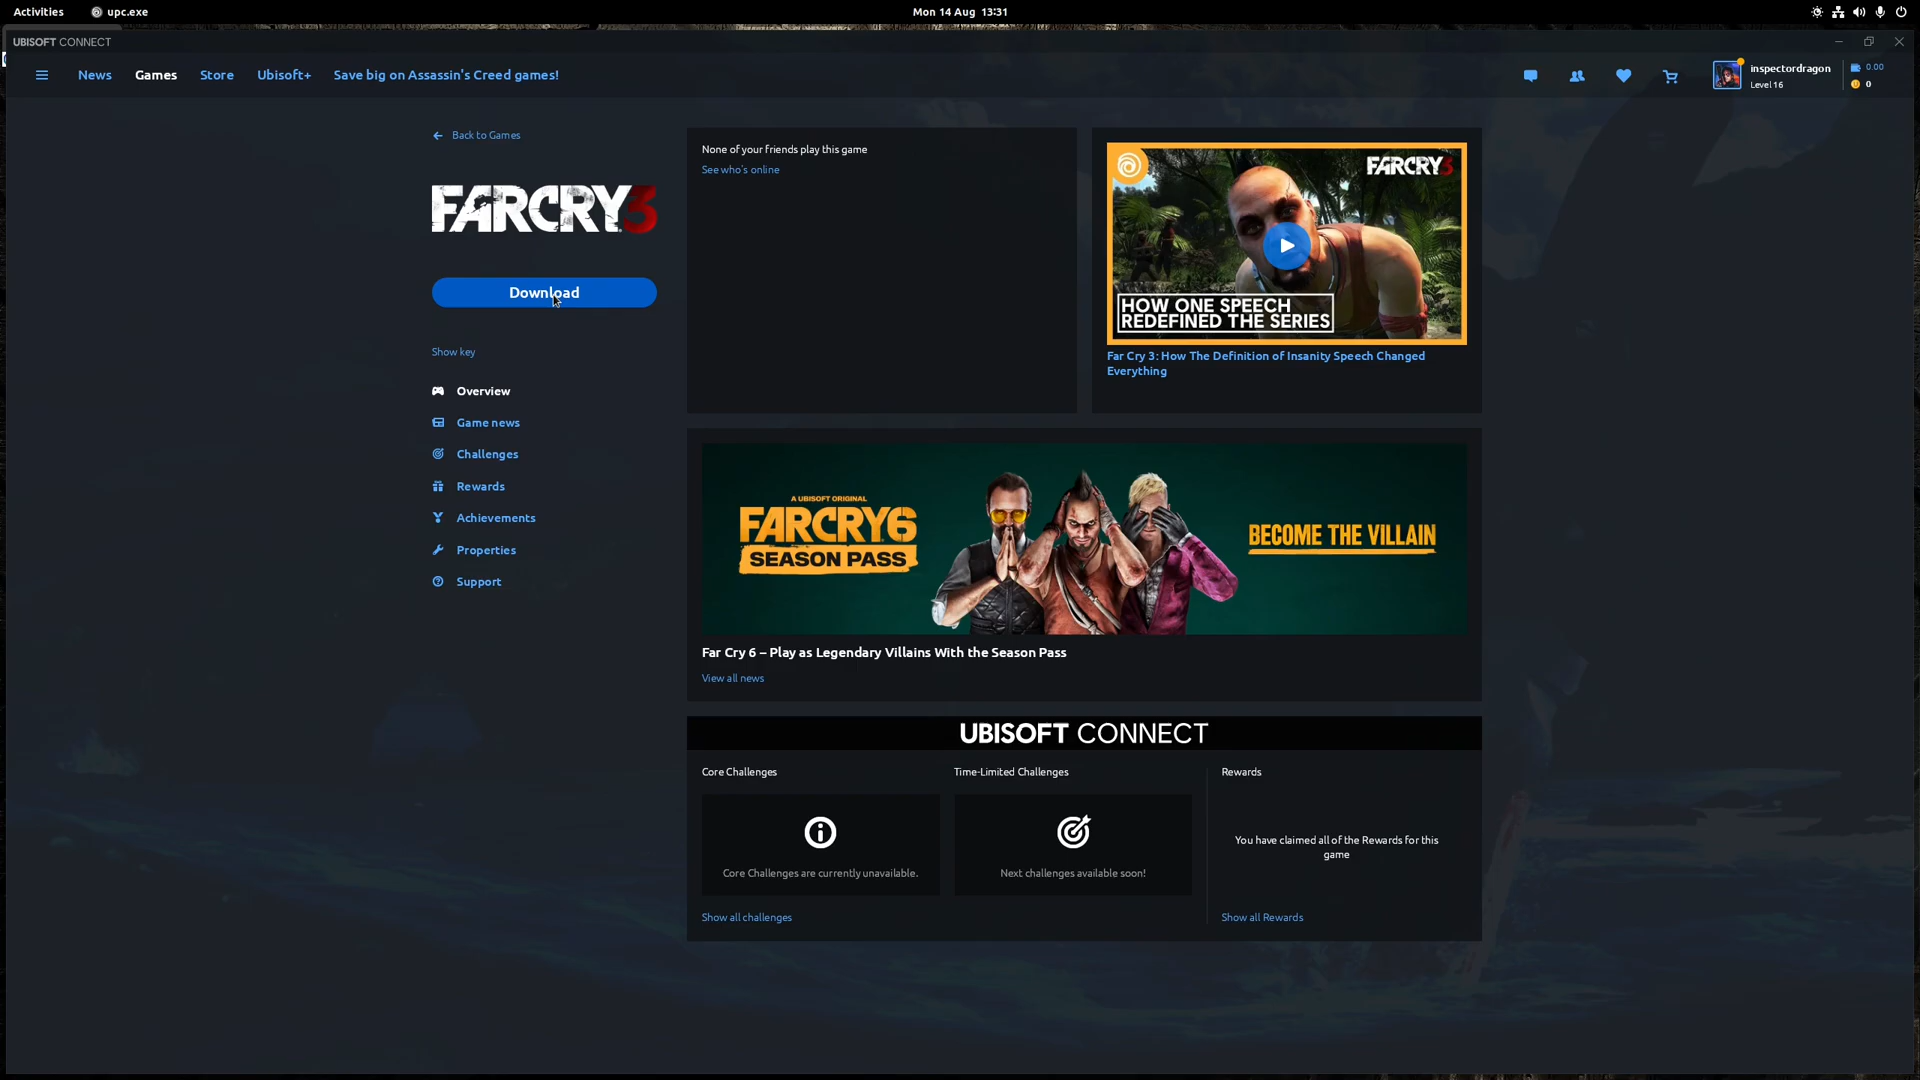 Activities
upc.exe
Mon 14 Aug 13:31
UBISOFT CONNECT
News
Games
Store
Ubisoft+
Save big on Assassin's Creed games!
inspectordragon
Level 16
0.00
0
Back to Games
FARCRY3
Download
Show key
Overview
Game news
Challenges
Rewards
Achievements
Properties
Support
None of your friends play this game
See who's online
FARCRY3
HOW ONE SPEECH
REDEFINED THE SERIES
Far Cry 3: How The Definition of Insanity Speech Changed
Everything
A UBISOFT ORIGINAL
FARCRY6
SEASON PASS
BECOME THE VILLAIN
Far Cry 6 – Play as Legendary Villains With the Season Pass
View all news
UBISOFT CONNECT
Core Challenges
Core Challenges are currently unavailable.
Show all challenges
Time-Limited Challenges
Next challenges available soon!
Rewards
You have claimed all of the Rewards for this
game
Show all Rewards